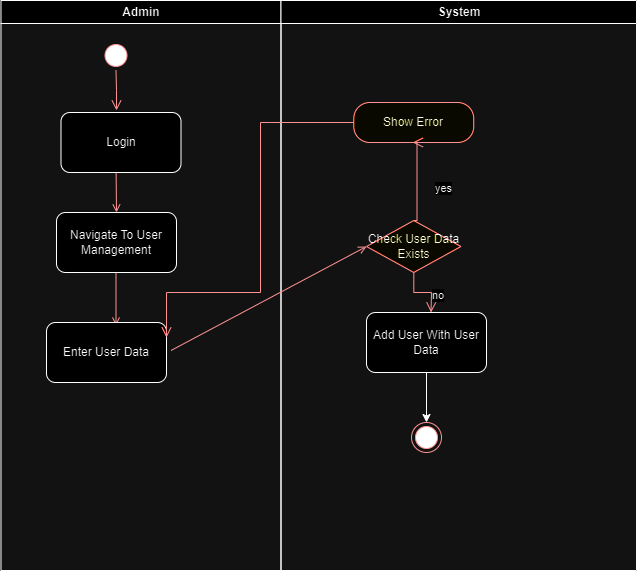 Admin
System
Login
Show Error
yes
Navigate To User
Management
Check User Data
Exists
no
Enter User Data
Add User With User
Data